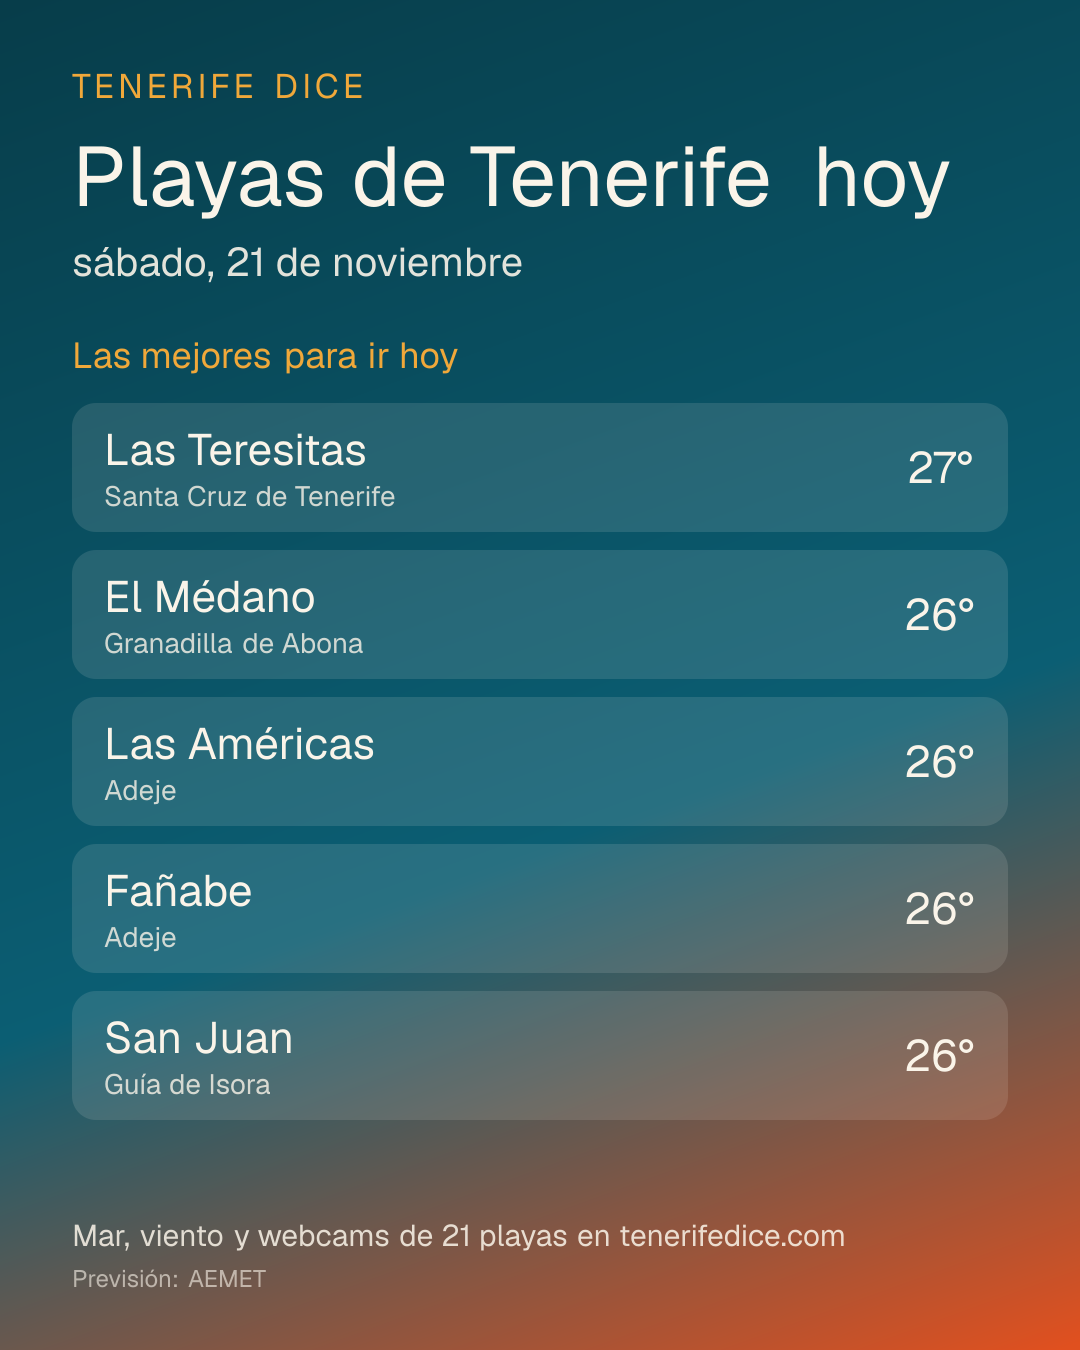 TENERIFE DICE
Playas de Tenerife hoy
sábado, 21 de noviembre
Las mejores para ir hoy
Las Teresitas
Santa Cruz de Tenerife
27°
El Médano
Granadilla de Abona
26°
Las Américas
Adeje
26°
Fañabe
Adeje
26°
San Juan
Guía de Isora
26°
Mar, viento y webcams de 21 playas en tenerifedice.com
Previsión: AEMET